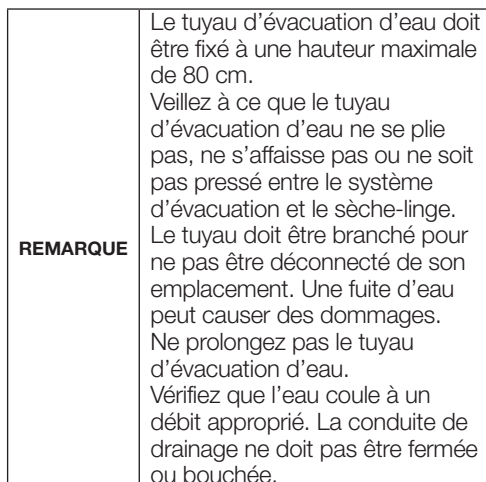 REMARQUE
Le tuyau d’évacuation d’eau doit
être fixé à une hauteur maximale
de 80 cm.
Veillez à ce que le tuyau
d’évacuation d’eau ne se plie
pas, ne s’affaisse pas ou ne soit
pas pressé entre le système
d’évacuation et le sèche-linge.
Le tuyau doit être branché pour
ne pas être déconnecté de son
emplacement. Une fuite d’eau
peut causer des dommages.
Ne prolongez pas le tuyau
d’évacuation d’eau.
Vérifiez que l’eau coule à un
débit approprié. La conduite de
drainage ne doit pas être fermée
ou bouchée.